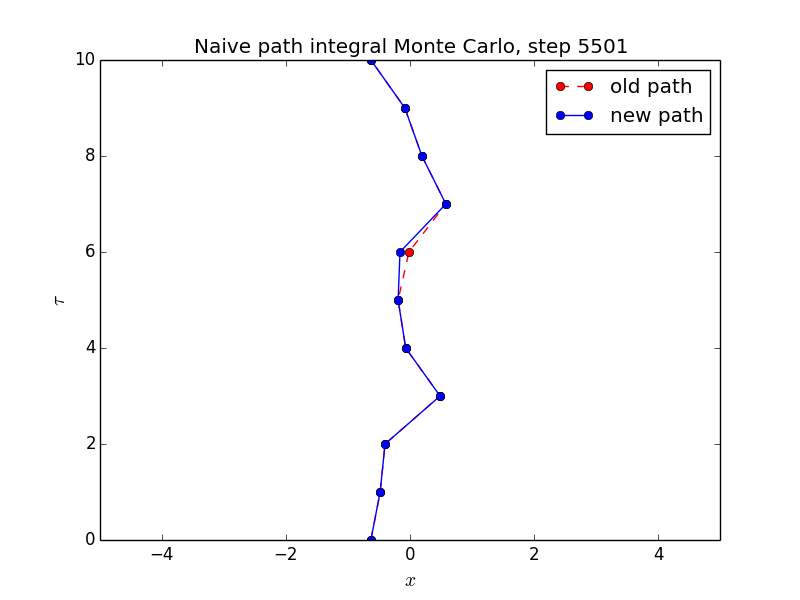 Naive path integral Monte Carlo, step 5501
10
old path
new path
8
6
τ
4
2
0
−4
−2
0
2
4
x